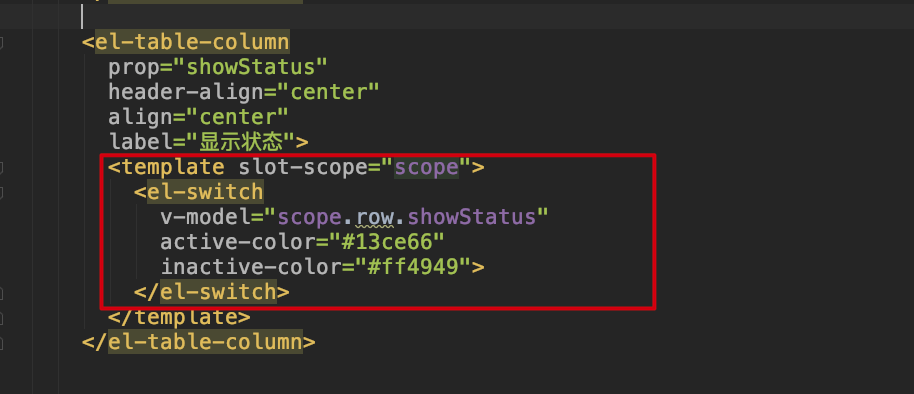 <el-table-column
prop="showStatus"
header-align="center"
align="center"
label="显示状态">
<template slot-scope="scope">
<el-switch
v-model="scope.row.showStatus"
active-color="#13ce66"
inactive-color="#ff4949">
</el-switch>
</template>
</el-table-column>